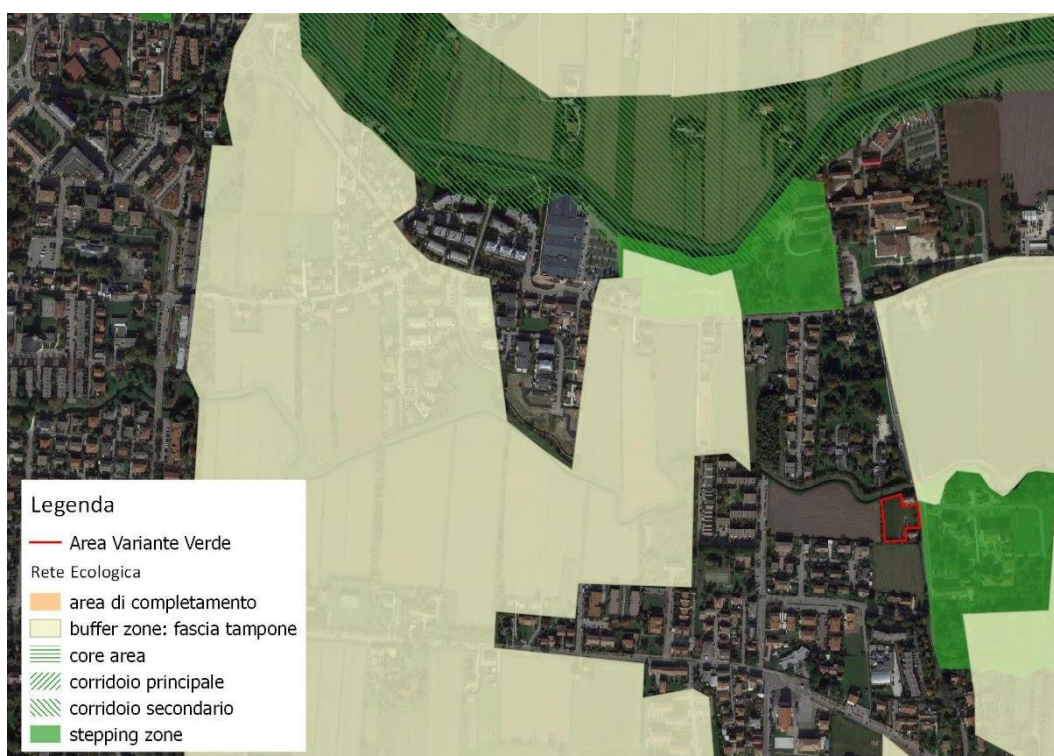 Legenda
Area Variante Verde
Rete Ecologica
area di completamento
buffer zone: fascia tampone
core area
corridoio principale
corridoio secondario
stepping zone